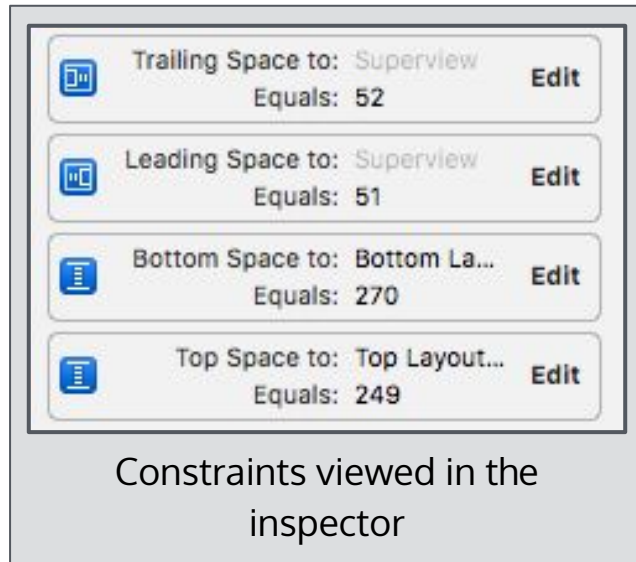 Trailing Space to: Superview
Equals: 52
Edit
Leading Space to: Superview
Equals: 51
Edit
Bottom Space to: Bottom La...
Equals: 270
Edit
Top Space to: Top Layout...
Equals: 249
Edit
Constraints viewed in the
inspector